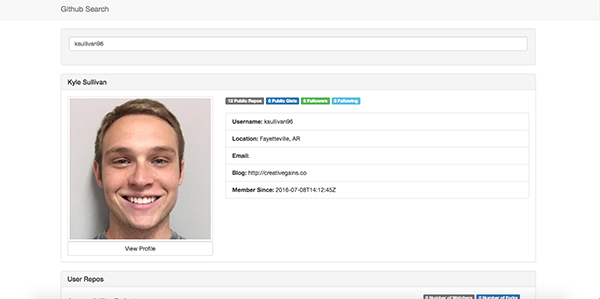 Github Search
ksullivan96
Kyle Sullivan
12 Public Repos 0 Public Gists 0 Followers 0 Following
Username: ksullivan96
Location: Fayetteville, AR
Email:
Blog: http://creativegains.co
Member Since: 2016-07-08T14:12:45Z
View Profile
User Repos
0 Number of Watchers 0 Number of Forks